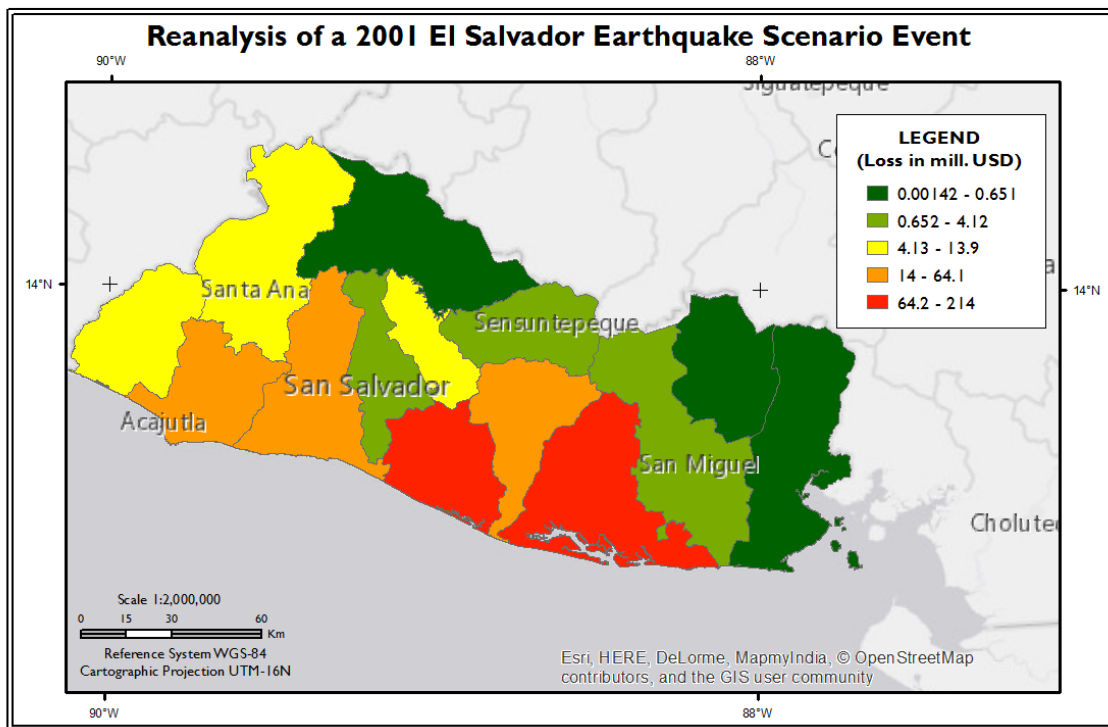 Reanalysis of a 2001 El Salvador Earthquake Scenario Event
90°W
88°W
Siguatepeque
LEGEND
(Loss in mill. USD)
0.00142 - 0.651
0.652 - 4.12
4.13 - 13.9
14 - 64.1
64.2 - 214
14°N
14°N
Santa Ana
Sensuntepeque
San Salvador
Acajutla
San Miguel
Cholute
Scale 1:2,000,000
0 15 30 60
Km
Reference System WGS-84
Cartographic Projection UTM-16N
Esri, HERE, DeLorme, MapmyIndia, © OpenStreetMap
contributors, and the GIS user community
90°W
88°W